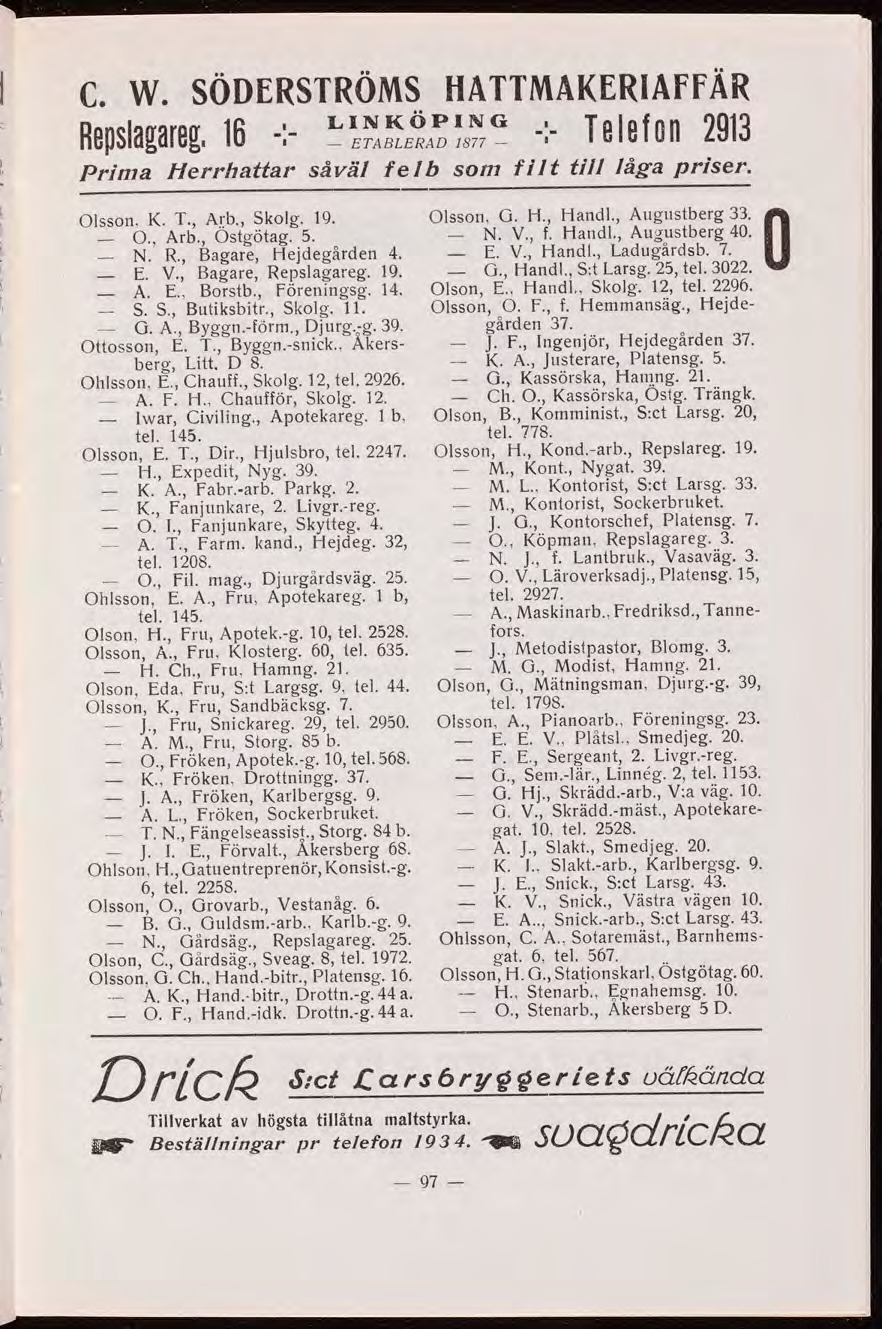 C. W. SÖDERSTRÖMS HATTMAKERIAFFÄR
Repslagareg. 16 -:- LINKÖPING -:- Telefon 2913
— ETABLERAD 1877 —
Prima Herrhattar såväl felb som filt till låga priser.
Olsson, K. T., Arb., Skolg. 19.
— O., Arb., Östgötag. 5.
— N. R., Bagare, Hejdegården 4.
— E. V., Bagare, Repslagareg. 19.
— A. E., Borstb., Föreningsg. 14.
— S. S., Butiksbitr., Skolg. 11.
— G. A., Byggn.-förm., Djurg.-g. 39.
Ottosson, E. T., Byggn.-snick., Åkers-
berg, Litt. D 8.
Ohlsson, E., Chauff., Skolg. 12, tel. 2926.
— A. F. H., Chaufför, Skolg. 12.
— Iwar, Civiling., Apotekareg. 1 b,
tel. 145.
Olsson, E. T., Dir., Hjulsbro, tel. 2247.
— H., Expedit, Nyg. 39.
— K. A., Fabr.-arb. Parkg. 2.
— K., Fanjunkare, 2. Livgr.-reg.
— O. I., Fanjunkare, Skytteg. 4.
— A. T., Farm. kand., Hejdeg. 32,
tel. 1208.
— O., Fil. mag., Djurgårdsväg. 25.
Ohlsson, E. A., Fru, Apotekareg. 1 b,
tel. 145.
Olson, H., Fru, Apotek.-g. 10, tel. 2528.
Olsson, A., Fru, Klosterg. 60, tel. 635.
— H. Ch., Fru, Hamng. 21.
Olson, Eda, Fru, S:t Largsg. 9, tel. 44.
Olsson, K., Fru, Sandbäcksg. 7.
— J., Fru, Snickareg. 29, tel. 2950.
— A. M., Fru, Storg. 85 b.
— O., Fröken, Apotek.-g. 10, tel. 568.
— K., Fröken, Drottningg. 37.
— J. A., Fröken, Karlbergsg. 9.
— A. L., Fröken, Sockerbruket.
— T. N., Fängelseassist., Storg. 84 b.
— J. I. E., Förvalt., Åkersberg 68.
Ohlson, H., Gatuentreprenör, Konsist.-g.
6, tel. 2258.
Olsson, O., Grovarb., Vestanåg. 6.
— B. G., Guldsm.-arb., Karlb.-g. 9.
— N., Gårdsäg., Repslagareg. 25.
Olson, C., Gårdsäg., Sveag. 8, tel. 1972.
Olsson, G. Ch., Hand.-bitr., Platensg. 16.
— A. K., Hand.-bitr., Drottn.-g. 44 a.
— O. F., Hand.-idk. Drottn.-g. 44 a.
Olsson, G. H., Handl., Augustberg 33.
— N. V., f. Handl., Augustberg 40.
— E. V., Handl., Ladugårdsb. 7.
— G., Handl., S:t Larsg. 25, tel. 3022.
Olson, E., Handl., Skolg. 12, tel. 2296.
Olsson, O. F., f. Hemmansäg., Hejde-
gården 37.
— J. F., Ingenjör, Hejdegården 37.
— K. A., Justerare, Platensg. 5.
— G., Kassörska, Hamng. 21.
— Ch. O., Kassörska, Östg. Trängk.
Olson, B., Komminist., S:ct Larsg. 20,
tel. 778.
Olsson, H., Kond.-arb., Repslareg. 19.
— M., Kont., Nygat. 39.
— M. L., Kontorist, S:ct Larsg. 33.
— M., Kontorist, Sockerbruket.
— J. G., Kontorschef, Platensg. 7.
— O., Köpman, Repslagareg. 3.
— N. J., f. Lantbruk., Vasaväg. 3.
— O. V., Läroverksadj., Platensg. 15,
tel. 2927.
— A., Maskinarb., Fredriksd., Tanne-
fors.
— J., Metodistpastor, Blomg. 3.
— M. G., Modist, Hamng. 21.
Olson, G., Mätningsman, Djurg.-g. 39,
tel. 1798.
Olsson, A., Pianoarb., Föreningsg. 23.
— E. E. V., Plåtsl., Smedjeg. 20.
— F. E., Sergeant, 2. Livgr.-reg.
— G., Sem.-lär., Linnég. 2, tel. 1153.
— G. Hj., Skrädd.-arb., V:a väg. 10.
— G. V., Skrädd.-mäst., Apotekare-
gat. 10, tel. 2528.
— A. J., Slakt., Smedjeg. 20.
— K. I., Slakt.-arb., Karlbergsg. 9.
— J. E., Snick., S:ct Larsg. 43.
— K. V., Snick., Västra vägen 10.
— E. A.., Snick.-arb., S:ct Larsg. 43.
Ohlsson, C. A., Sotaremäst., Barnhems-
gat. 6, tel. 567.
Olsson, H. G., Stationskarl, Östgötag. 60.
— H., Stenarb., Egnahemsg. 10.
— O., Stenarb., Åkersberg 5 D.
O
Drick S:ct Larsbryggeriets välkända
Tillverkat av högsta tillåtna maltstyrka.
Beställningar pr telefon 1934. svagdricka
— 97 —